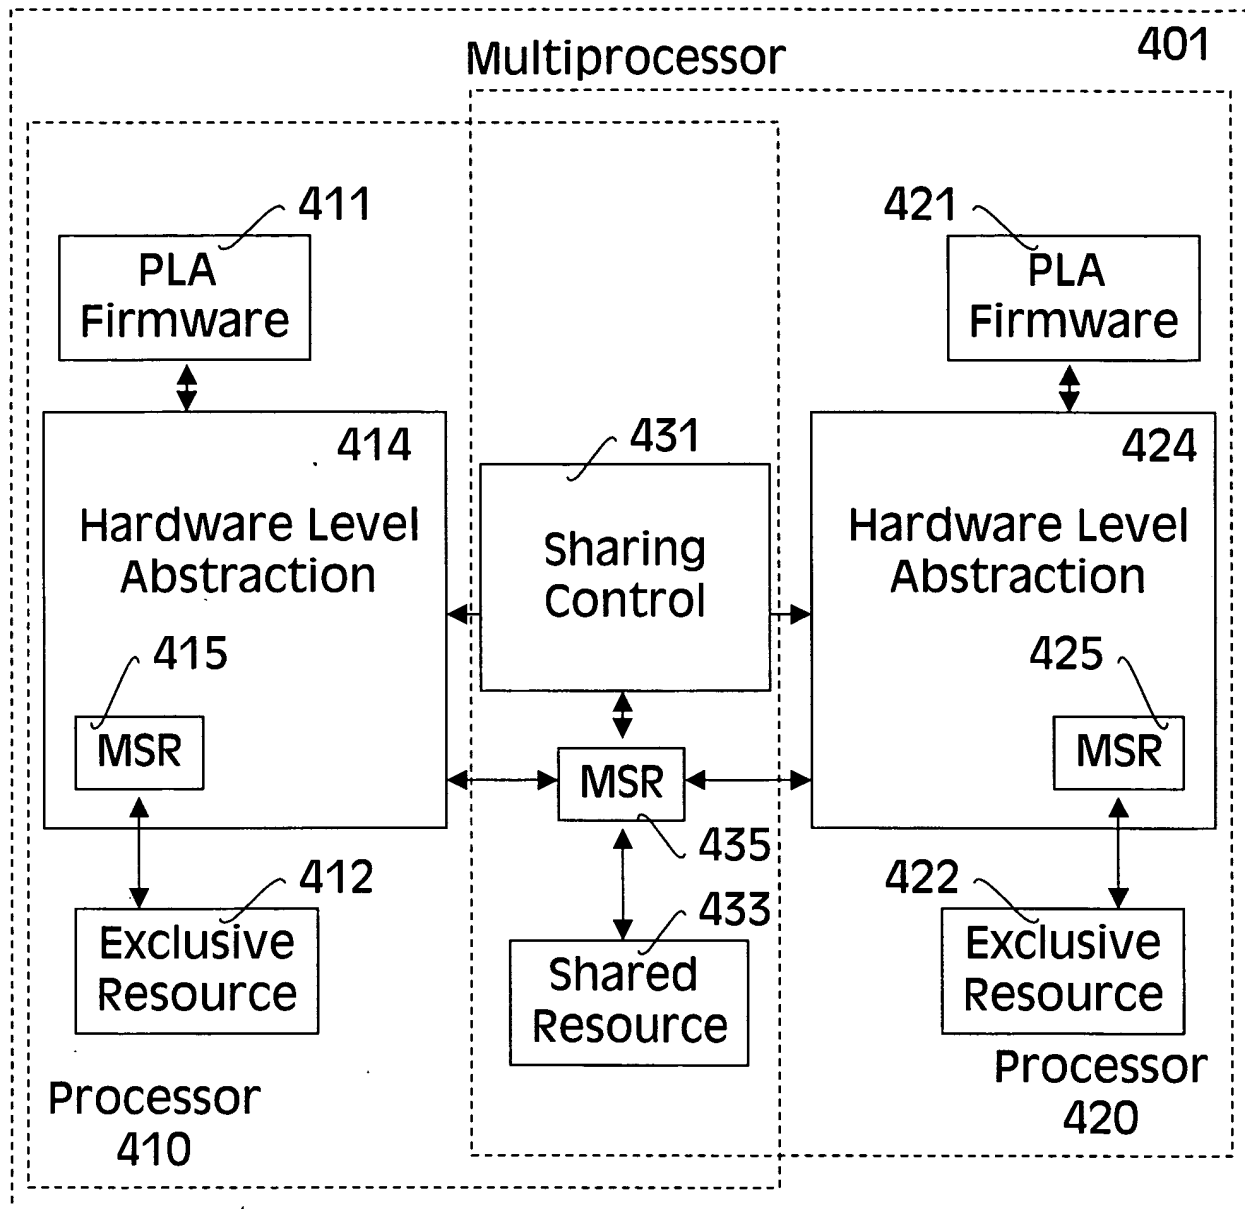 Multiprocessor
401
411
PLA
Firmware
421
PLA
Firmware
414
Hardware Level
Abstraction
431
Sharing
Control
424
Hardware Level
Abstraction
415
MSR
MSR
435
425
MSR
412
Exclusive
Resource
433
Shared
Resource
422
Exclusive
Resource
Processor
410
Processor
420